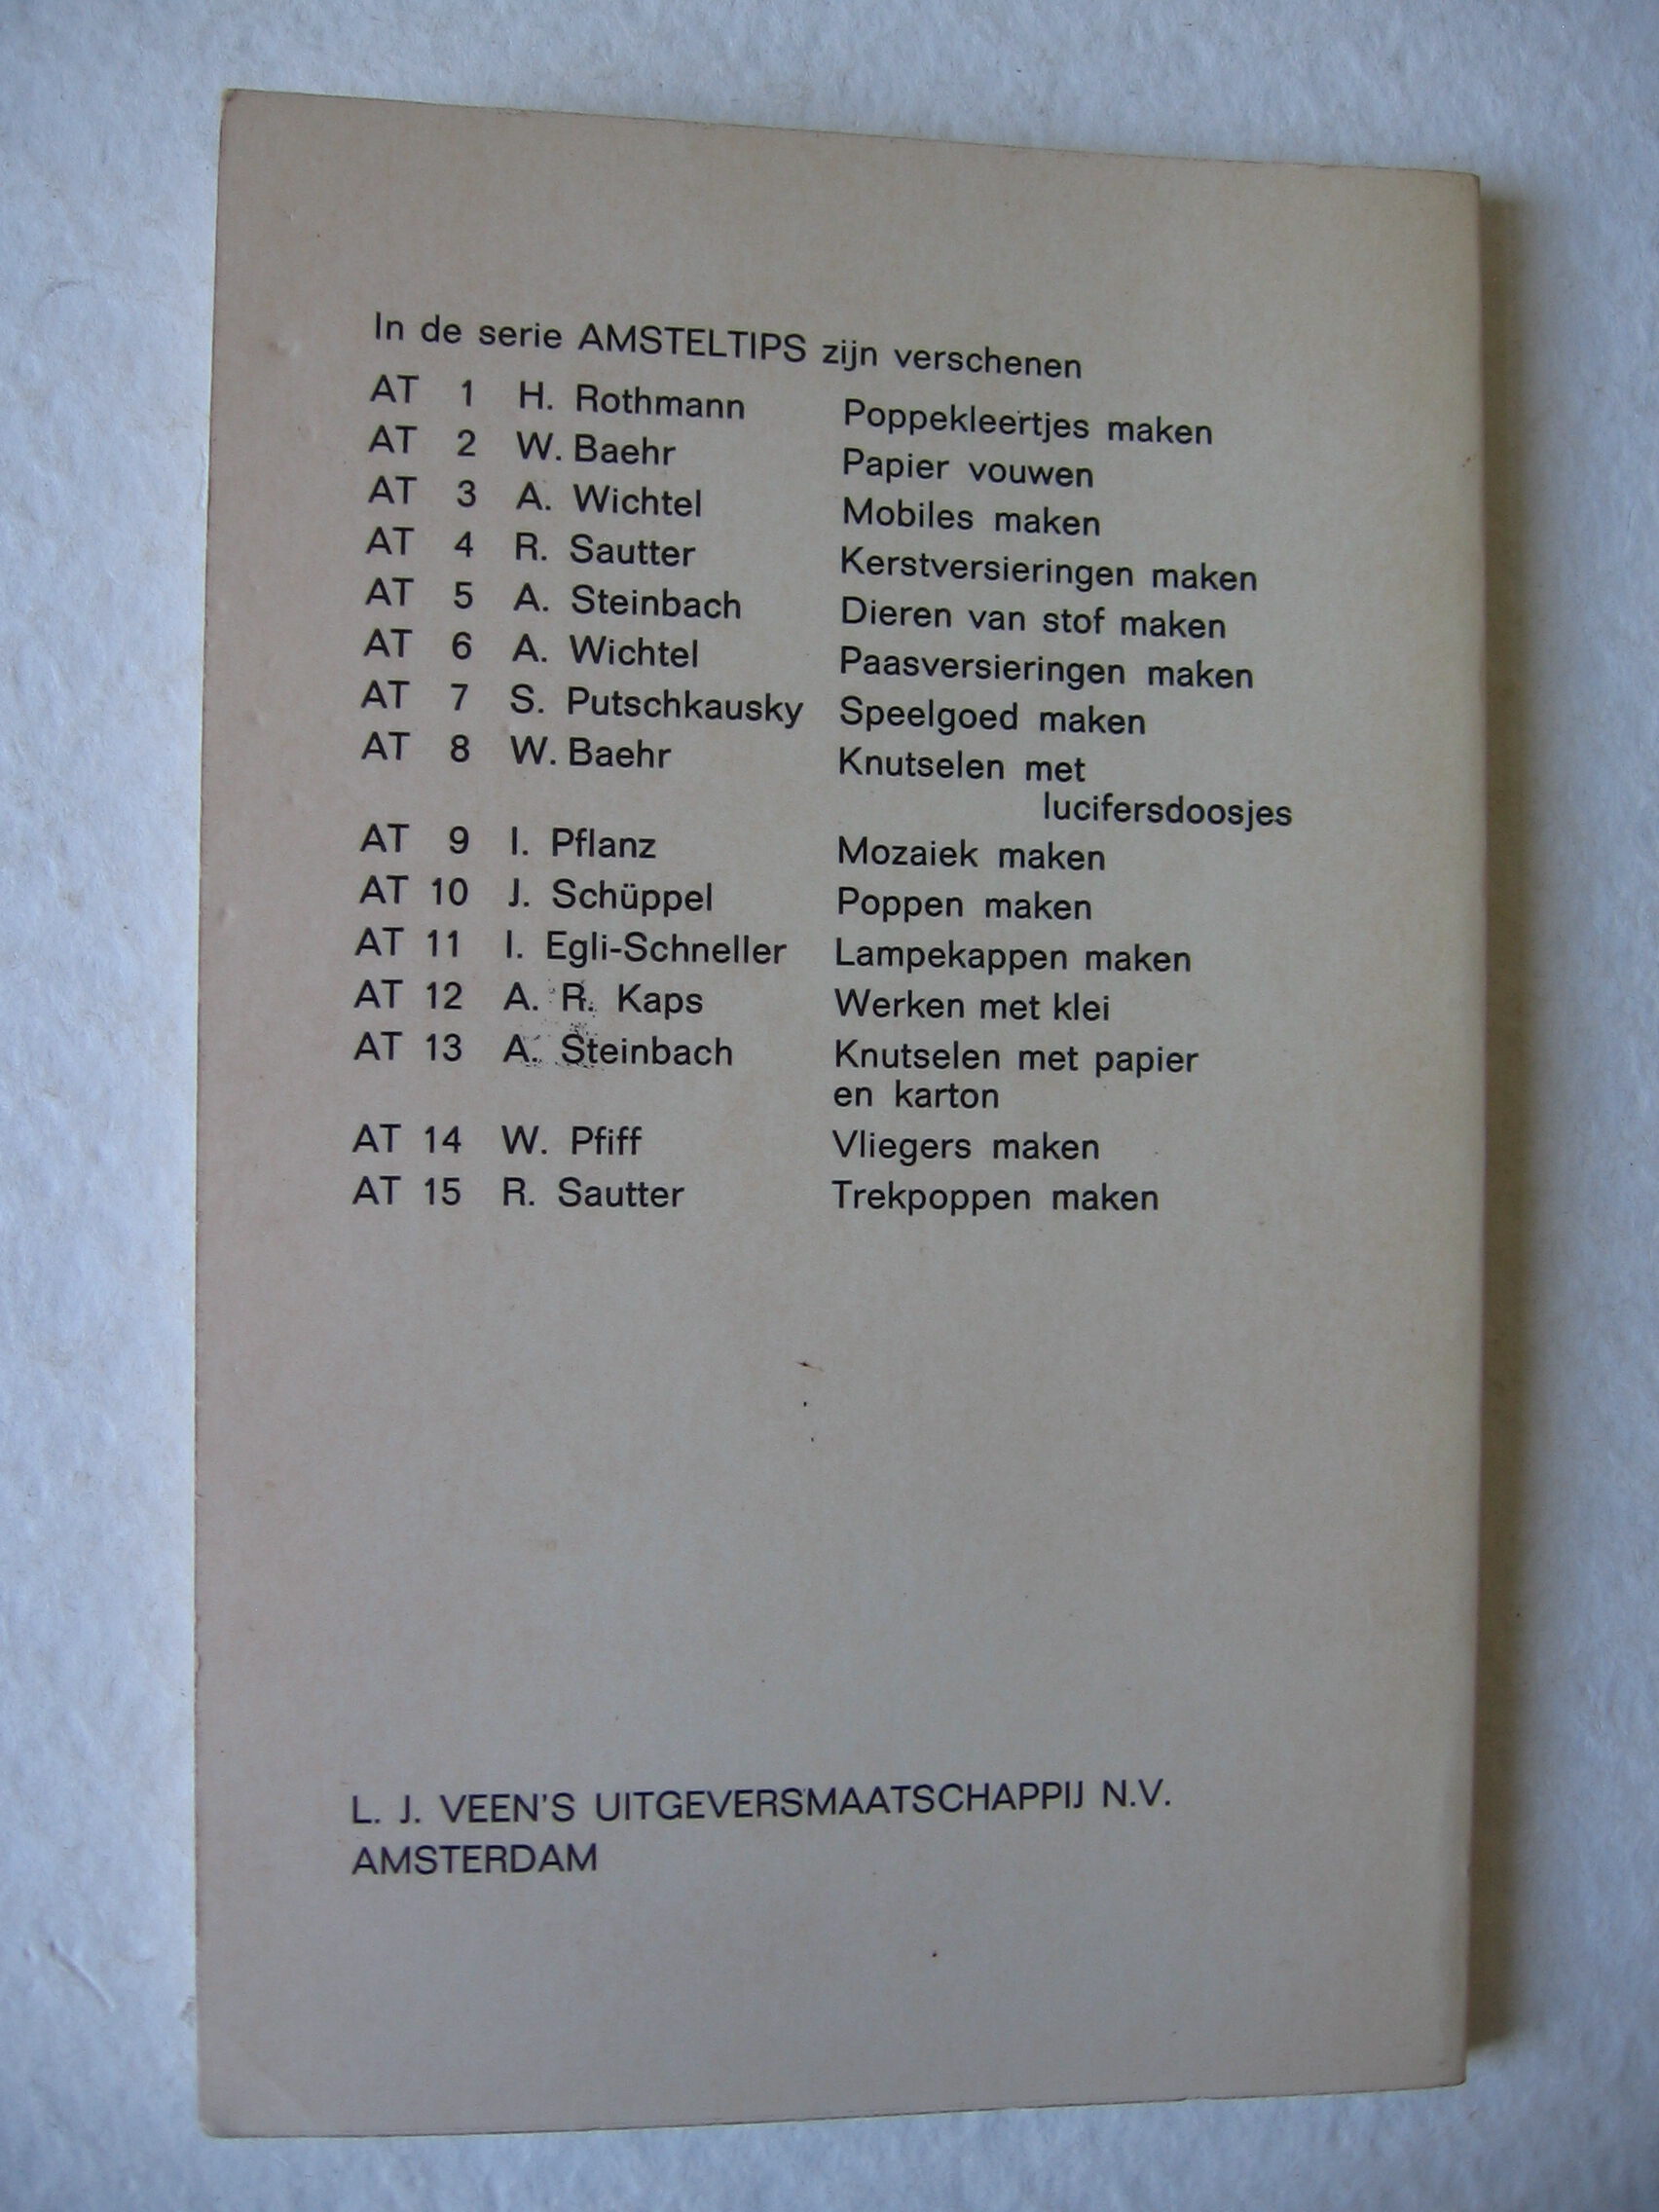 In de serie AMSTELTIPS zijn verschenen
AT 1 H. Rothmann Poppekleertjes maken
AT 2 W. Baehr Papier vouwen
AT 3 A. Wichtel Mobiles maken
AT 4 R. Sautter Kerstversieringen maken
AT 5 A. Steinbach Dieren van stof maken
AT 6 A. Wichtel Paasversieringen maken
AT 7 S. Putschkausky Speelgoed maken
AT 8 W. Baehr Knutselen met
lucifersdoosjes
AT 9 I. Pflanz Mozaiek maken
AT 10 J. Schüppel Poppen maken
AT 11 I. Egli-Schneller Lampekappen maken
AT 12 A. R. Kaps Werken met klei
AT 13 A. Steinbach Knutselen met papier
en karton
AT 14 W. Pfiff Vliegers maken
AT 15 R. Sautter Trekpoppen maken
L. J. VEEN'S UITGEVERSMAATSCHAPPIJ N.V.
AMSTERDAM